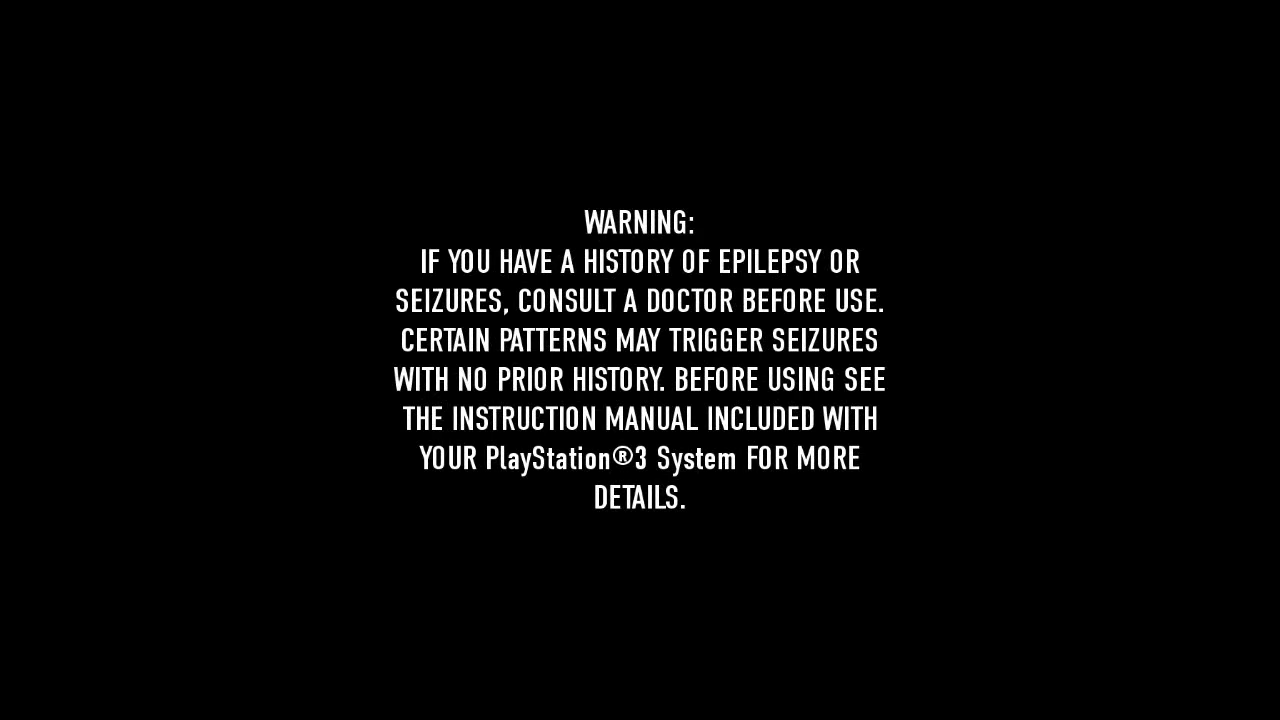 WARNING:
IF YOU HAVE A HISTORY OF EPILEPSY OR
SEIZURES, CONSULT A DOCTOR BEFORE USE.
CERTAIN PATTERNS MAY TRIGGER SEIZURES
WITH NO PRIOR HISTORY. BEFORE USING SEE
THE INSTRUCTION MANUAL INCLUDED WITH
YOUR PlayStation®3 System FOR MORE
DETAILS.